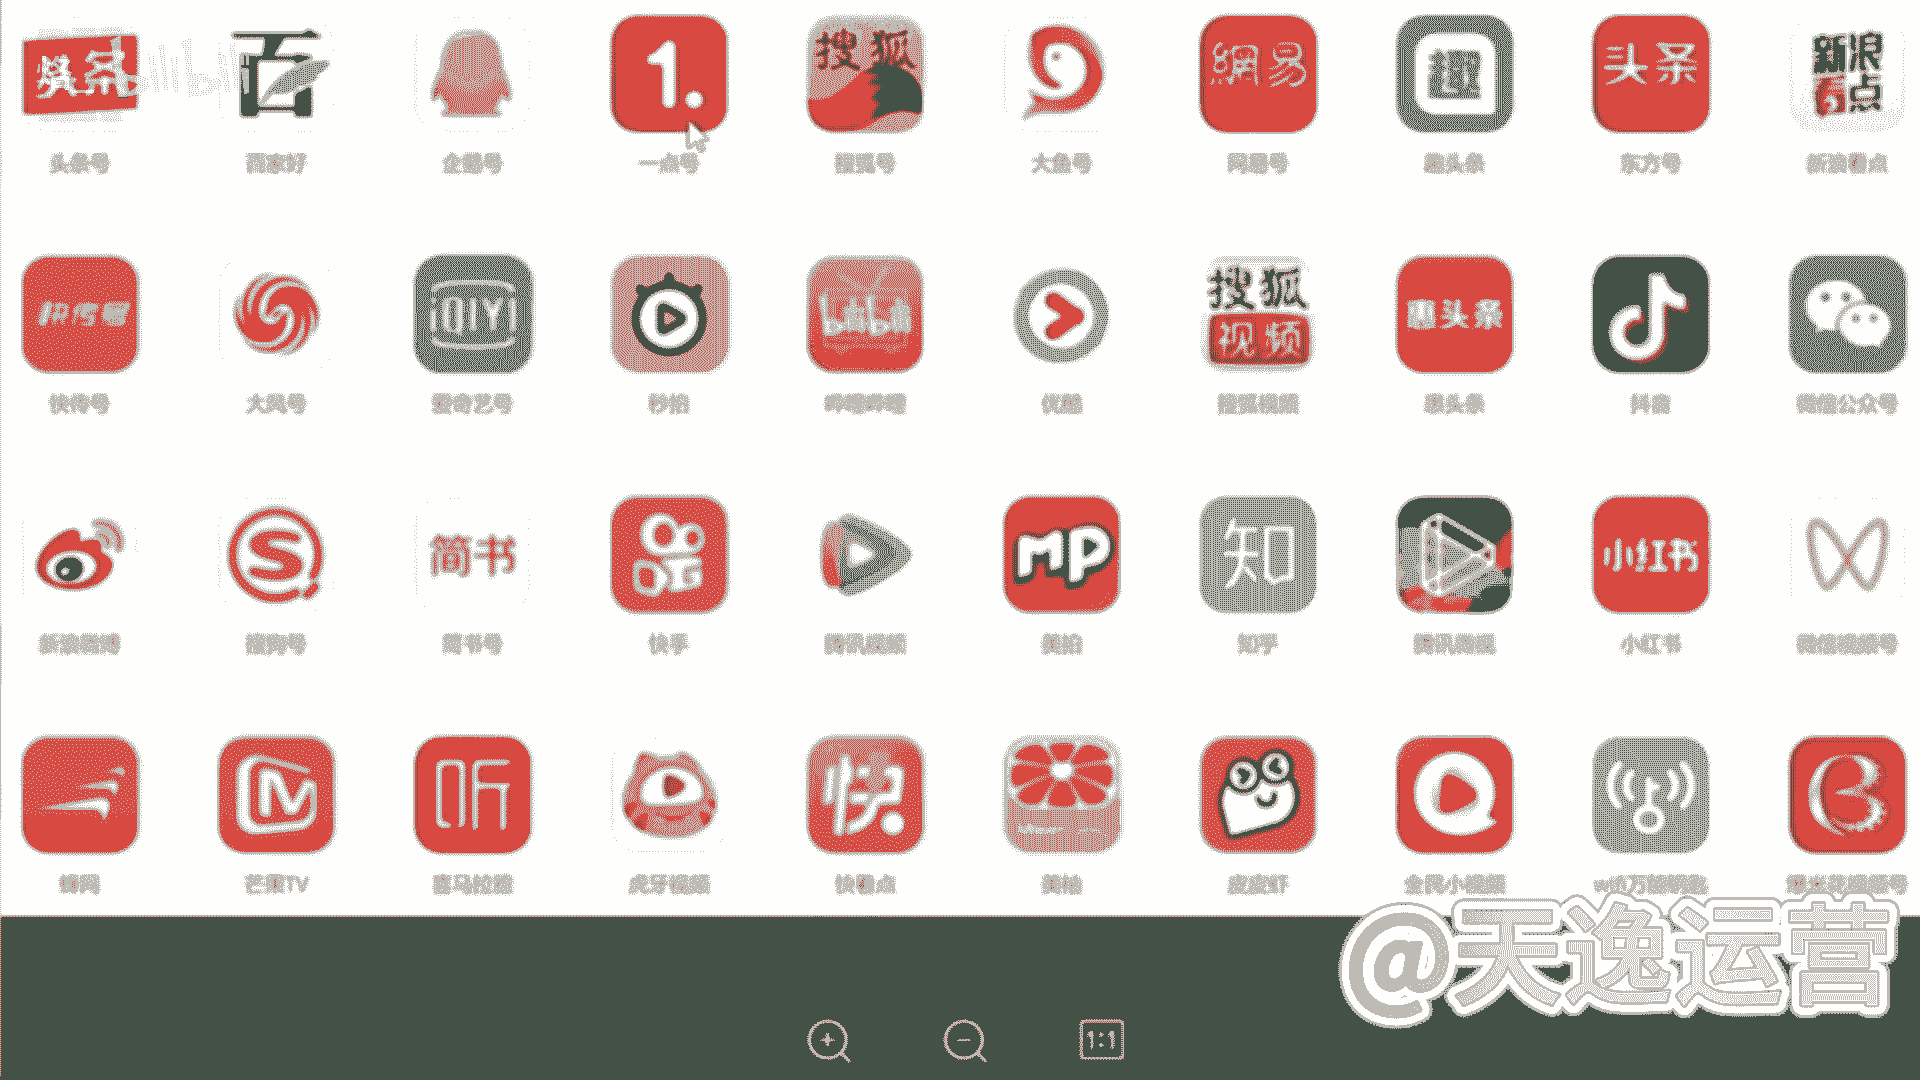 头条 bilibili 百 1. 搜狐 網易 趣 头条 新浪看点
头条号 百家好 企鹅号 一点号 搜狐号 大鱼号 网易号 趣头条 东方号 新浪看点
快传号 iQIYI bilibili 搜狐视频 惠头条
快传号 大风号 爱奇艺号 秒拍 哔哩哔哩 优酷 搜狐视频 惠头条 抖音 微信公众号
简书 MP 知 小红书
新浪微博 搜狗号 简书号 快手 腾讯视频 美拍 知乎 腾讯微视 小红书 微信视频号
听 快
蜂网 芒果TV 喜马拉雅 虎牙视频 快看点 皮皮虾 全民小视频 wifi万能钥匙
@天逸运营
1:1